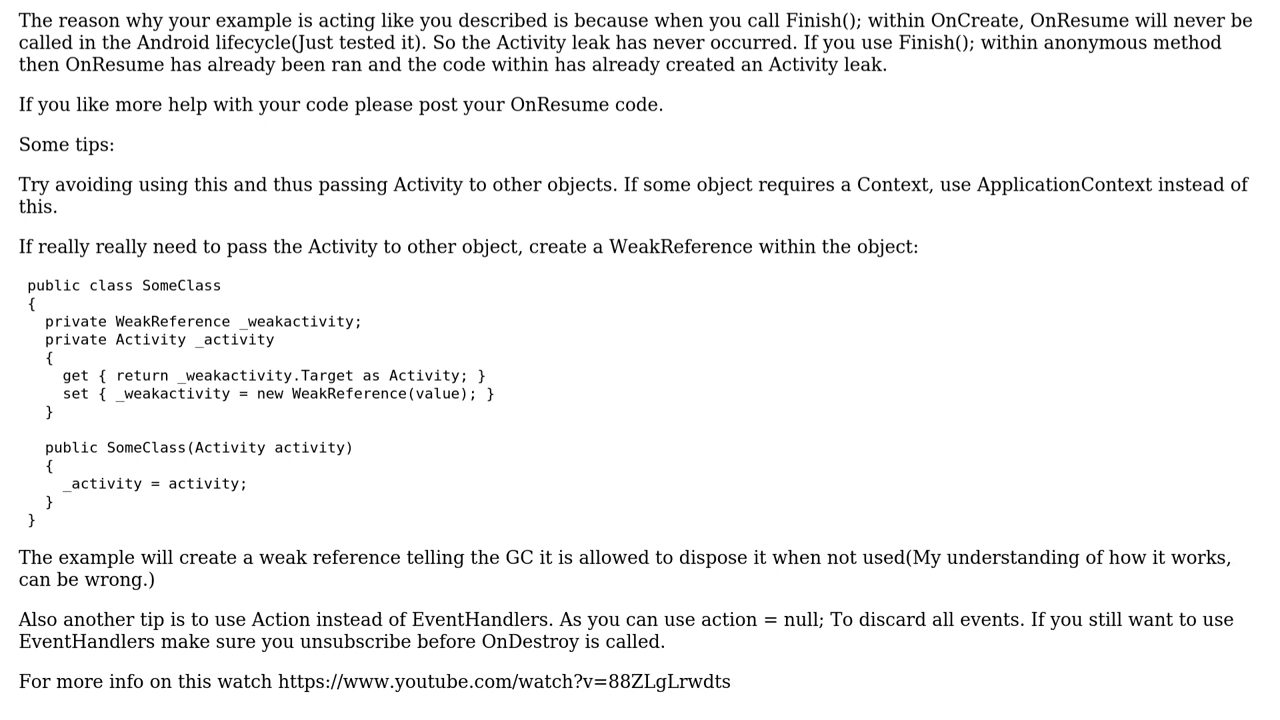 The reason why your example is acting like you described is because when you call Finish(); within OnCreate, OnResume will never be
called in the Android lifecycle(Just tested it). So the Activity leak has never occurred. If you use Finish(); within anonymous method
then OnResume has already been ran and the code within has already created an Activity leak.
If you like more help with your code please post your OnResume code.
Some tips:
Try avoiding using this and thus passing Activity to other objects. If some object requires a Context, use ApplicationContext instead of
this.
If really really need to pass the Activity to other object, create a WeakReference within the object:
public class SomeClass
{
  private WeakReference _weakactivity;
  private Activity _activity
  {
    get { return _weakactivity.Target as Activity; }
    set { _weakactivity = new WeakReference(value); }
  }

  public SomeClass(Activity activity)
  {
    _activity = activity;
  }
}
The example will create a weak reference telling the GC it is allowed to dispose it when not used(My understanding of how it works,
can be wrong.)
Also another tip is to use Action instead of EventHandlers. As you can use action = null; To discard all events. If you still want to use
EventHandlers make sure you unsubscribe before OnDestroy is called.
For more info on this watch https://www.youtube.com/watch?v=88ZLgLrwdts